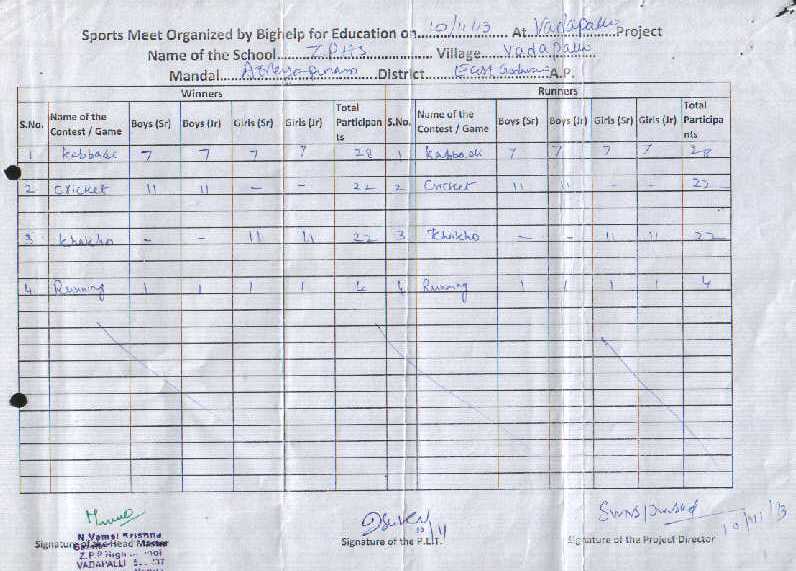 Sports Meet Organized by Bighelp for Education on 10/11/13 At Vadapalli Project
Name of the School Z.P.H.S Village Vadapalli
Mandal District East Godavari A.P.
Winners Runners
S.No. Name of the Contest / Game Boys (Sr) Boys (Jr) Girls (Sr) Girls (Jr) Total Participan ts S.No. Name of the Contest / Game Boys (Sr) Boys (Jr) Girls (Sr) Girls (Jr) Total Participa nts
1 Kabbadi 7 7 7 7 28 1 Kabbadi 7 7 7 7 28
2 Cricket 11 11 - - 22 2 Cricket 11 11 - - 22
3 Khokho - - 11 11 22 3 Khokho - - 11 11 22
4 Running 1 1 1 1 4 4 Running 1 1 1 1 4
10/11 10/11/13
N.Vamsi Krishna
Signature of the Head Master Signature of the P.E.T. Signature of the Project Director
Z.P.P High
VADAPALLI